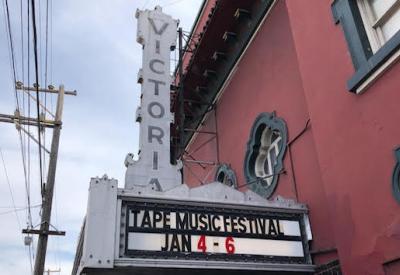 VICTORIA
TAPE MUSIC FESTIVAL
JAN 4-6